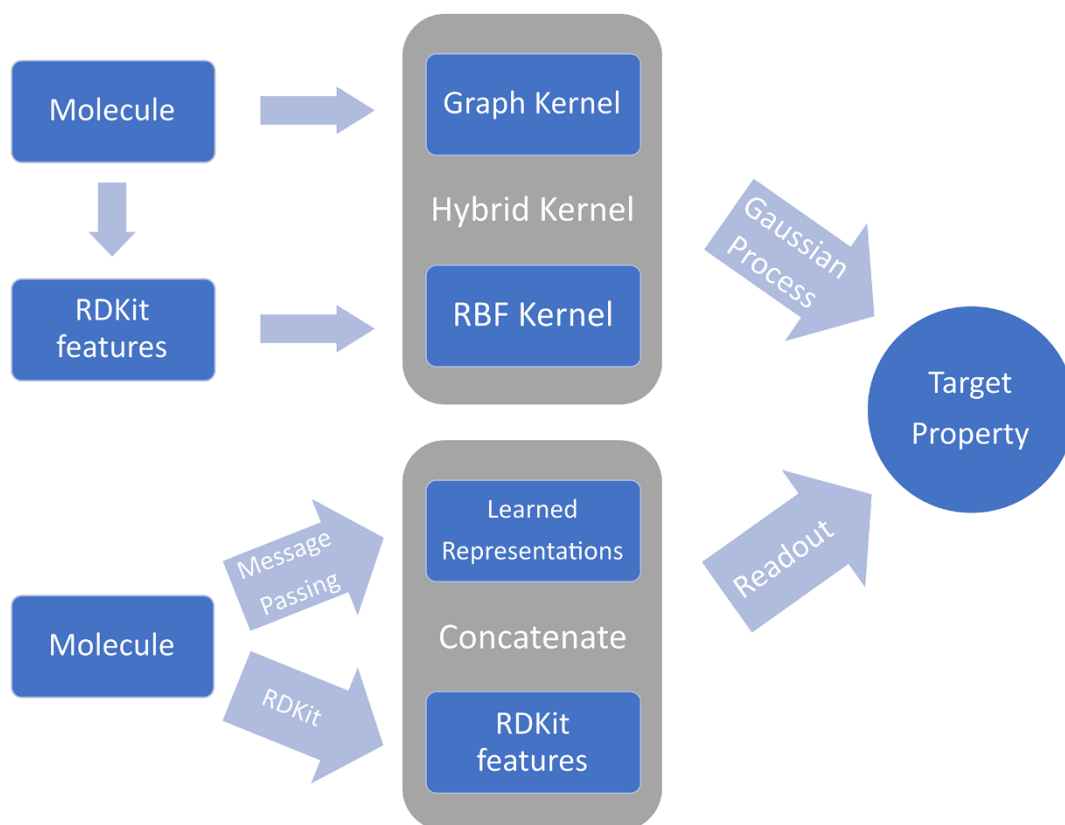 Molecule
Graph Kernel
Hybrid Kernel
RDKit
features
RBF Kernel
Gaussian
Process
Target
Property
Molecule
Message
Passing
RDKit
Learned
Representations
Concatenate
RDKit
features
Readout